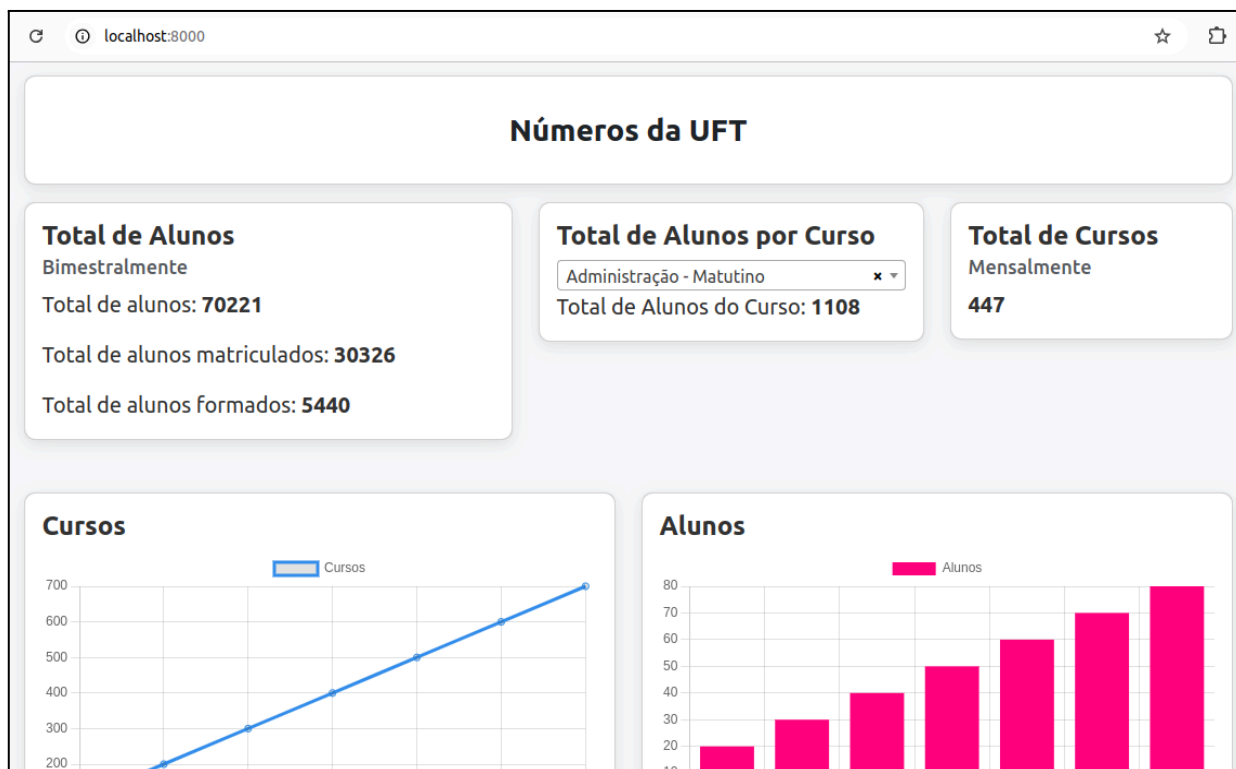 localhost:8000
Números da UFT
Total de Alunos
Bimestralmente
Total de alunos: 70221
Total de alunos matriculados: 30326
Total de alunos formados: 5440
Total de Alunos por Curso
Administração - Matutino
Total de Alunos do Curso: 1108
Total de Cursos
Mensalmente
447
Cursos
Cursos
700
600
500
400
300
200
Alunos
Alunos
80
70
60
50
40
30
20